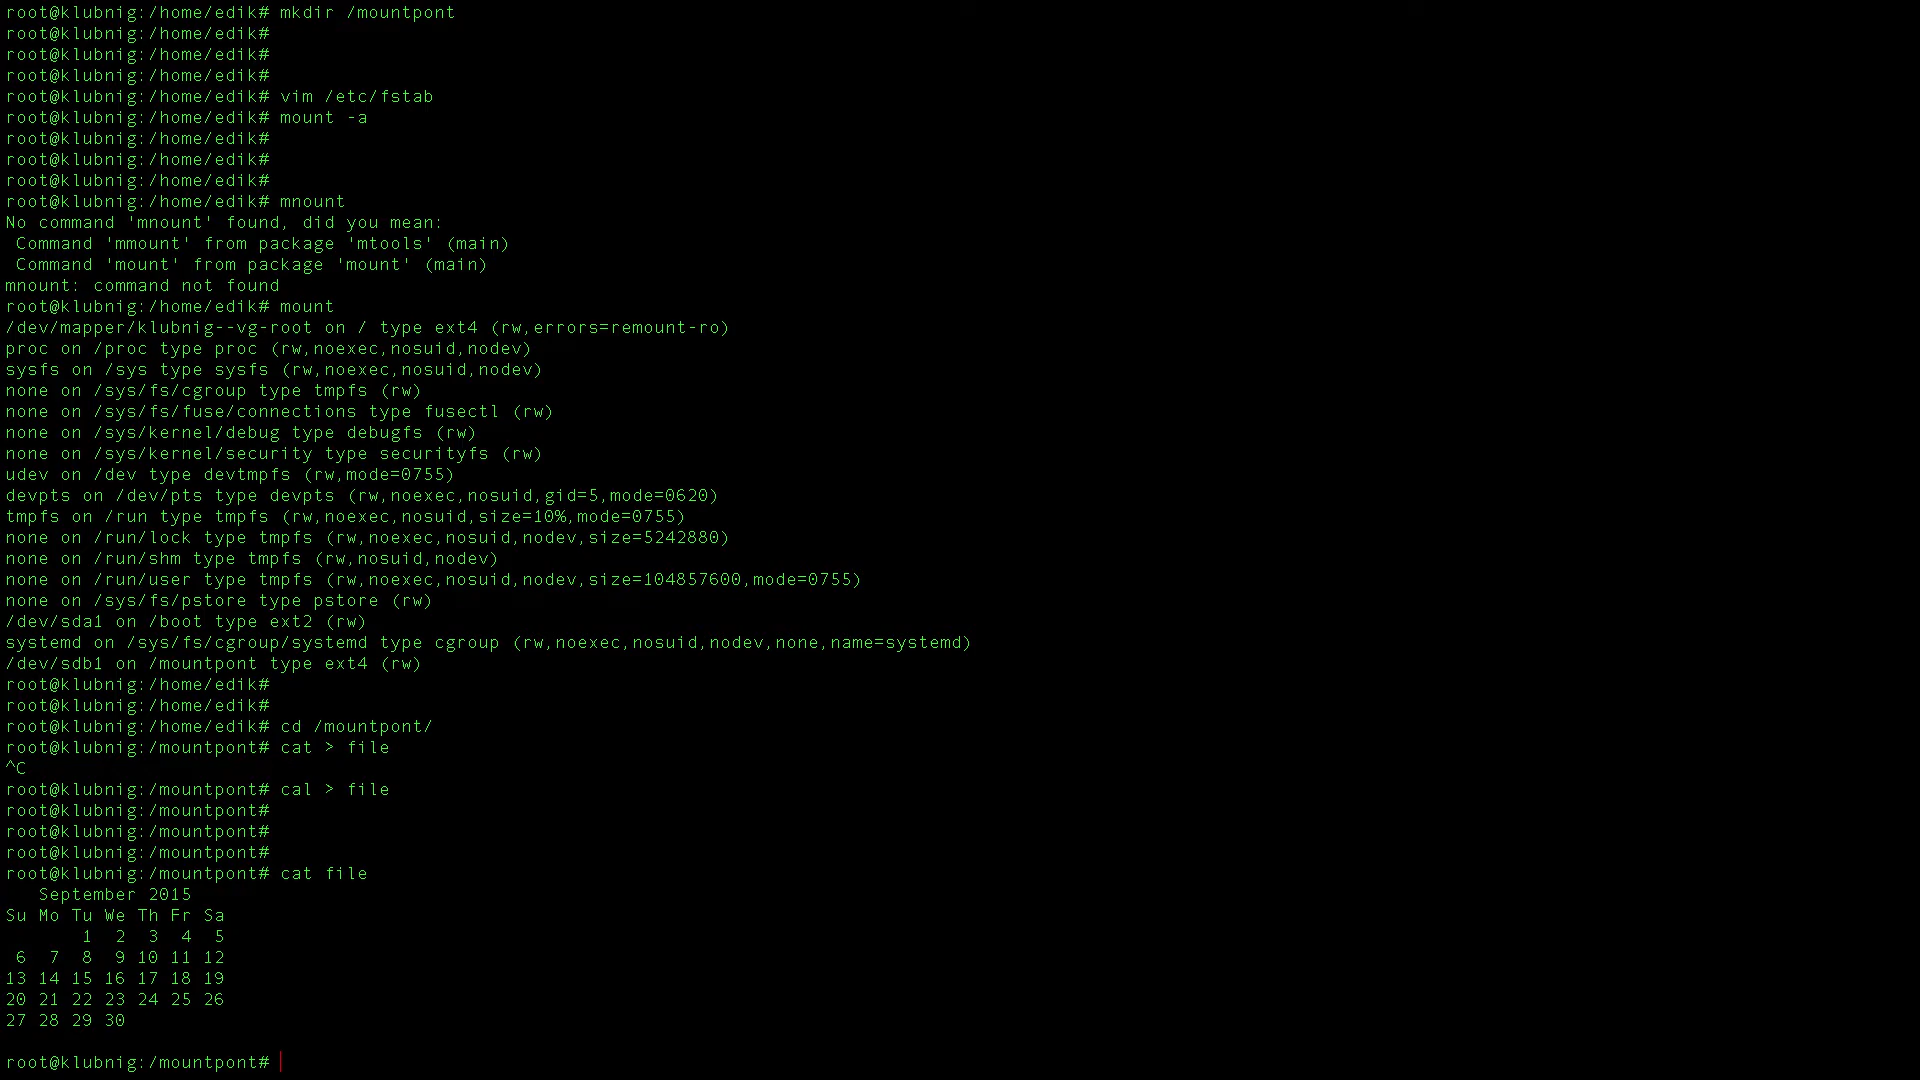 root@klubnig:/home/edik# mkdir /mountpont
root@klubnig:/home/edik#
root@klubnig:/home/edik#
root@klubnig:/home/edik#
root@klubnig:/home/edik# vim /etc/fstab
root@klubnig:/home/edik# mount -a
root@klubnig:/home/edik#
root@klubnig:/home/edik#
root@klubnig:/home/edik#
root@klubnig:/home/edik# mnount
No command 'mnount' found, did you mean:
 Command 'mmount' from package 'mtools' (main)
 Command 'mount' from package 'mount' (main)
mnount: command not found
root@klubnig:/home/edik# mount
/dev/mapper/klubnig--vg-root on / type ext4 (rw,errors=remount-ro)
proc on /proc type proc (rw,noexec,nosuid,nodev)
sysfs on /sys type sysfs (rw,noexec,nosuid,nodev)
none on /sys/fs/cgroup type tmpfs (rw)
none on /sys/fs/fuse/connections type fusectl (rw)
none on /sys/kernel/debug type debugfs (rw)
none on /sys/kernel/security type securityfs (rw)
udev on /dev type devtmpfs (rw,mode=0755)
devpts on /dev/pts type devpts (rw,noexec,nosuid,gid=5,mode=0620)
tmpfs on /run type tmpfs (rw,noexec,nosuid,size=10%,mode=0755)
none on /run/lock type tmpfs (rw,noexec,nosuid,nodev,size=5242880)
none on /run/shm type tmpfs (rw,nosuid,nodev)
none on /run/user type tmpfs (rw,noexec,nosuid,nodev,size=104857600,mode=0755)
none on /sys/fs/pstore type pstore (rw)
/dev/sda1 on /boot type ext2 (rw)
systemd on /sys/fs/cgroup/systemd type cgroup (rw,noexec,nosuid,nodev,none,name=systemd)
/dev/sdb1 on /mountpont type ext4 (rw)
root@klubnig:/home/edik#
root@klubnig:/home/edik#
root@klubnig:/home/edik# cd /mountpont/
root@klubnig:/mountpont# cat > file
^C
root@klubnig:/mountpont# cal > file
root@klubnig:/mountpont#
root@klubnig:/mountpont#
root@klubnig:/mountpont#
root@klubnig:/mountpont# cat file
   September 2015
Su Mo Tu We Th Fr Sa
       1  2  3  4  5
 6  7  8  9 10 11 12
13 14 15 16 17 18 19
20 21 22 23 24 25 26
27 28 29 30
root@klubnig:/mountpont#